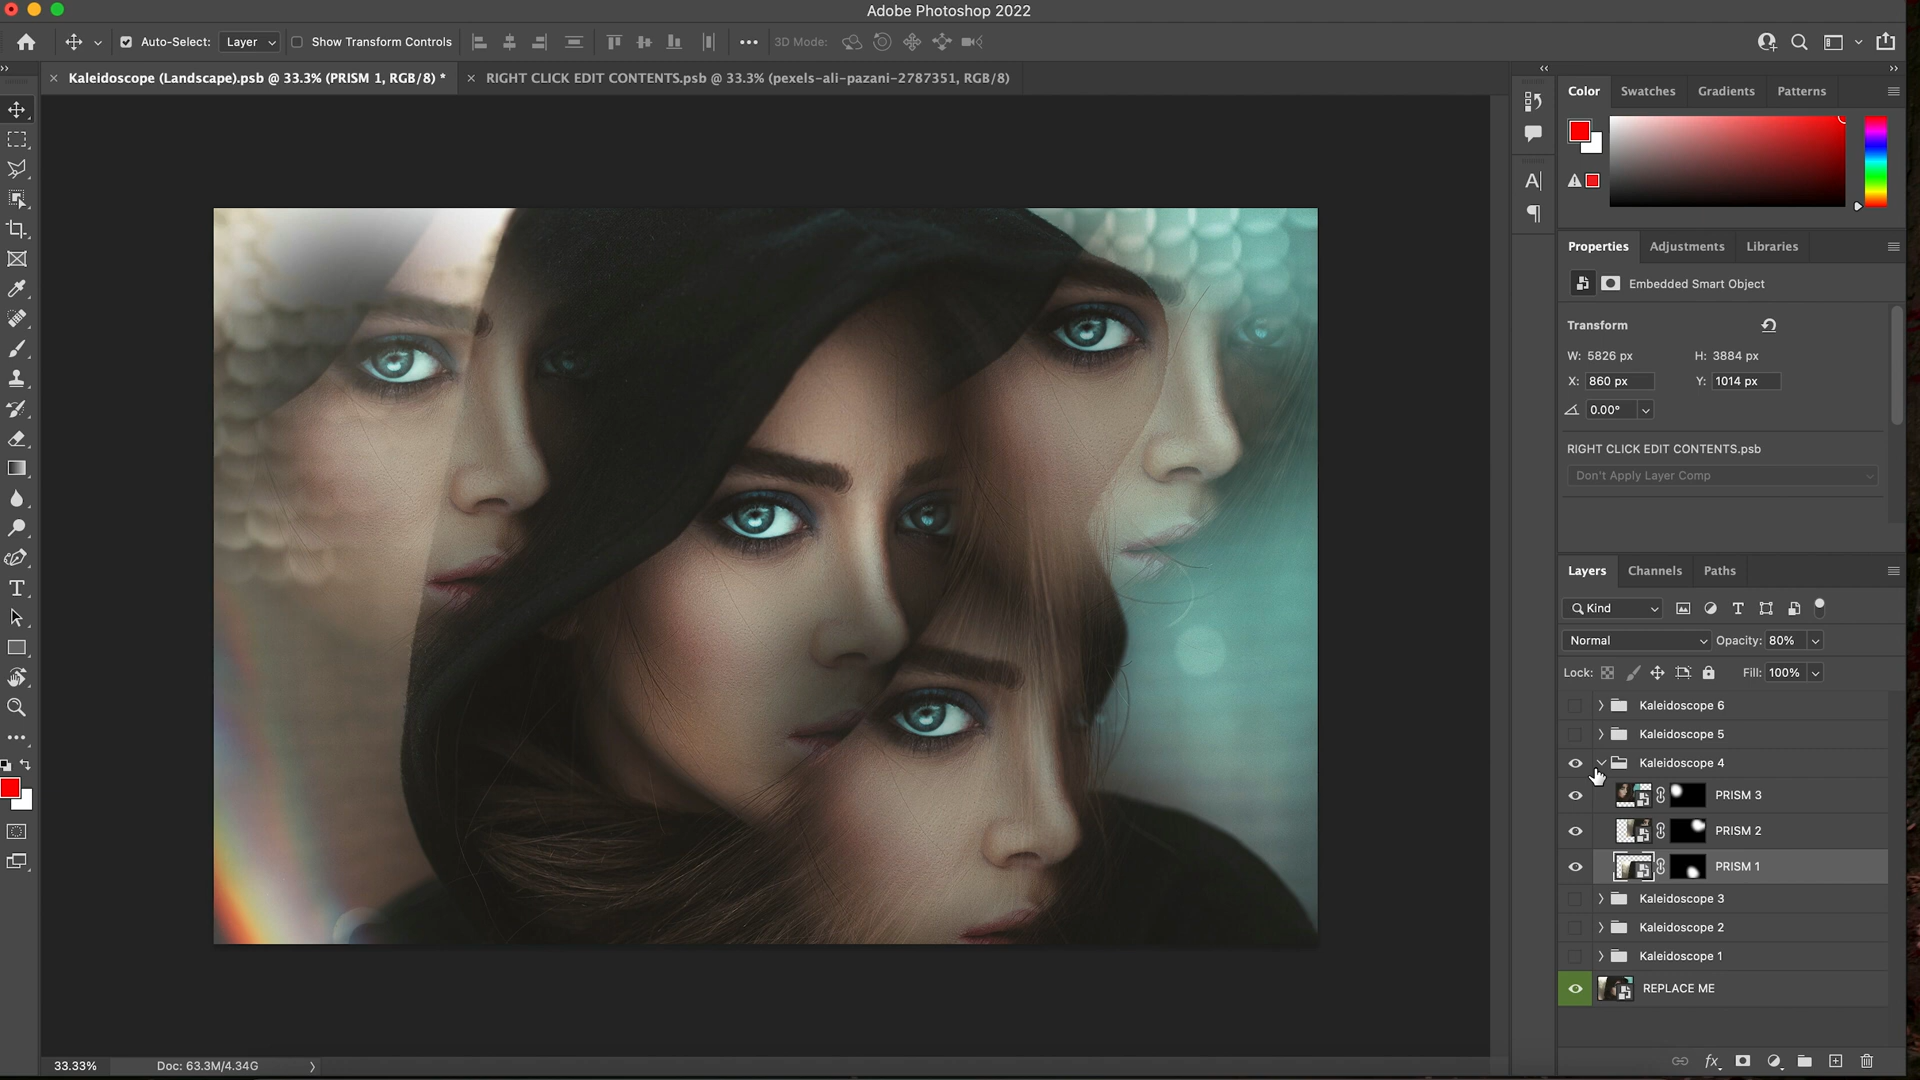 Adobe Photoshop 2022
Auto-Select: Layer Show Transform Controls 3D Mode:
Kaleidoscope (Landscape).psb @ 33.3% (PRISM 1, RGB/8) *
RIGHT CLICK EDIT CONTENTS.psb @ 33.3% (pexels-ali-pazani-2787351, RGB/8)
Color Swatches Gradients Patterns
Properties Adjustments Libraries
Embedded Smart Object
Transform
W: 5826 px H: 3884 px
X: 860 px Y: 1014 px
0.00°
RIGHT CLICK EDIT CONTENTS.psb
Don't Apply Layer Comp
Layers Channels Paths
Kind
Normal Opacity: 80%
Lock: Fill: 100%
Kaleidoscope 6
Kaleidoscope 5
Kaleidoscope 4
PRISM 3
PRISM 2
PRISM 1
Kaleidoscope 3
Kaleidoscope 2
Kaleidoscope 1
REPLACE ME
33.33% Doc: 63.3M/4.34G